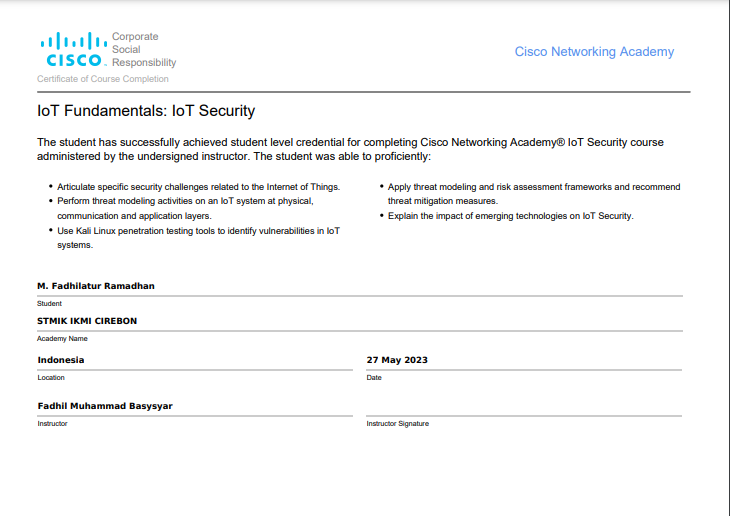 Corporate
Social
CISCO Responsibility
Cisco Networking Academy
Certificate of Course Completion
IoT Fundamentals: IoT Security
The student has successfully achieved student level credential for completing Cisco Networking Academy® IoT Security course
administered by the undersigned instructor. The student was able to proficiently:
• Articulate specific security challenges related to the Internet of Things.
• Perform threat modeling activities on an IoT system at physical,
communication and application layers.
• Use Kali Linux penetration testing tools to identify vulnerabilities in IoT
systems.
• Apply threat modeling and risk assessment frameworks and recommend
threat mitigation measures.
• Explain the impact of emerging technologies on IoT Security.
M. Fadhilatur Ramadhan
Student
STMIK IKMI CIREBON
Academy Name
Indonesia
Location
27 May 2023
Date
Fadhil Muhammad Basysyar
Instructor
Instructor Signature